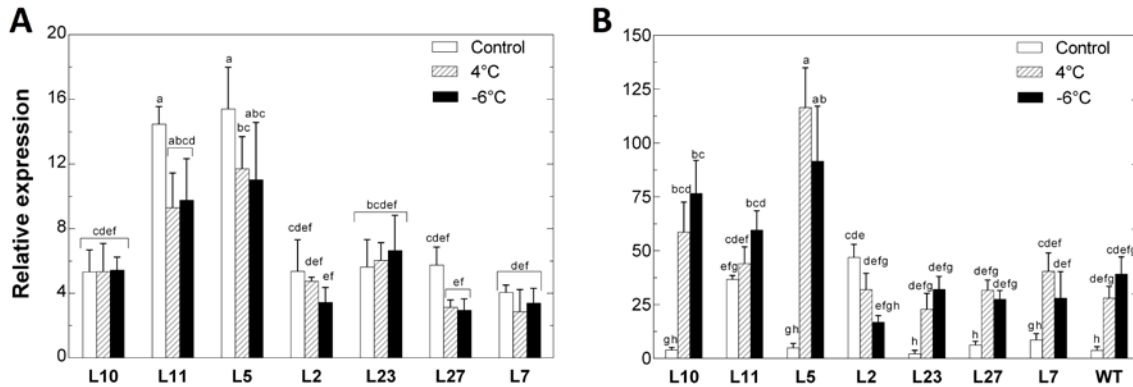 A
B
Relative expression
20
16
12
8
4
0
Control
4°C
-6°C
cdef
a
abcd
a
bc
abc
cdef
def
ef
bcdef
cdef
ef
def
L10 L11 L5 L2 L23 L27 L7
150
125
100
75
50
25
0
Control
4°C
-6°C
gh
bcd
bc
efg
cdef
bcd
gh
a
ab
cde
defg
efgh
h
defg
defg
h
defg
defg
gh
cdef
def
h
defg
cdefg
L10 L11 L5 L2 L23 L27 L7 WT